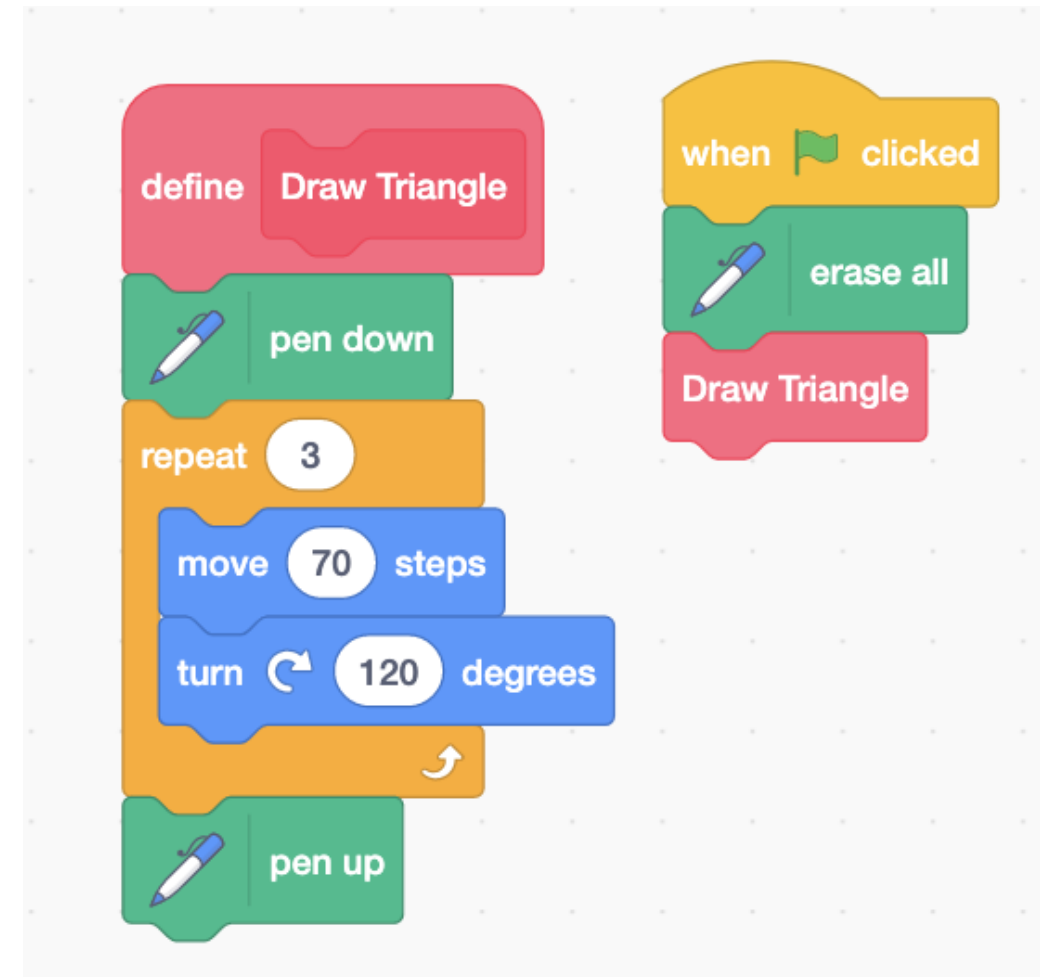 define Draw Triangle
pen down
repeat 3
move 70 steps
turn 120 degrees
pen up
when clicked
erase all
Draw Triangle